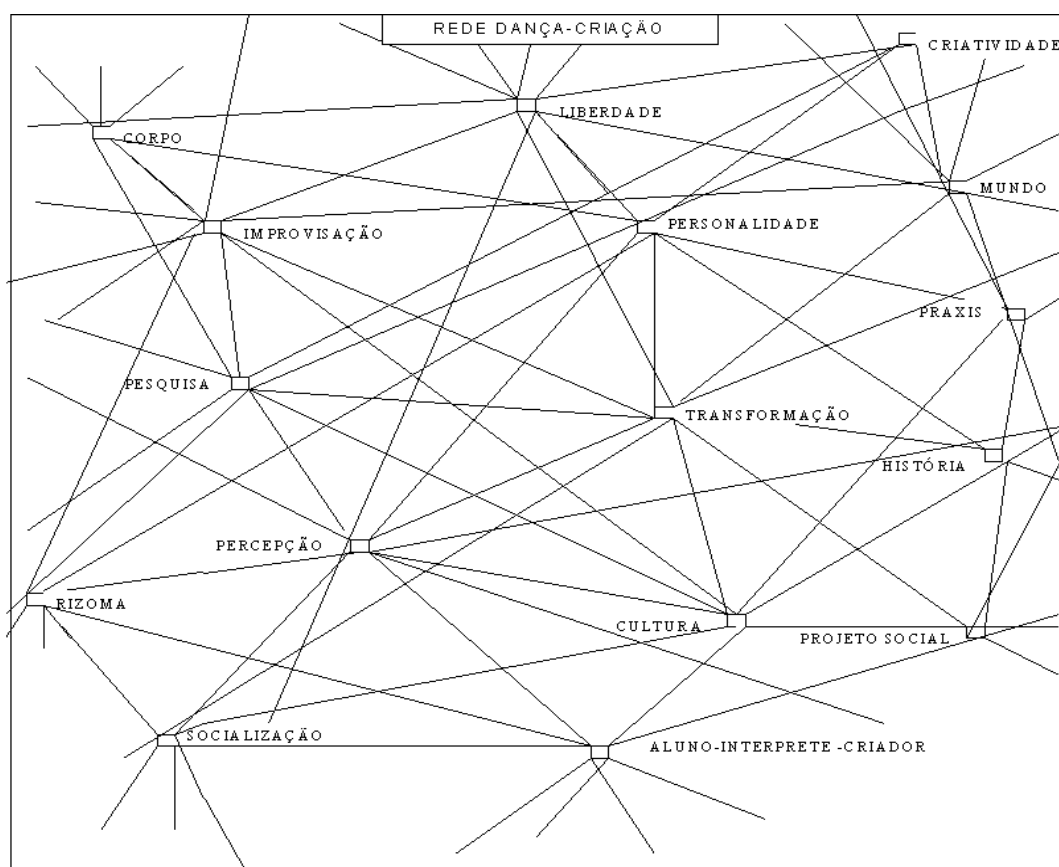 REDE DANÇA-CRIAÇÃO
CRIATIVIDADE
LIBERDADE
CORPO
MUNDO
PERSONALIDADE
IMPROVISAÇÃO
PRAXIS
PESQUISA
TRANSFORMAÇÃO
HISTÓRIA
PERCEPÇÃO
RIZOMA
CULTURA
PROJETO SOCIAL
SOCIALIZAÇÃO
ALUNO-INTERPRETE -CRIADOR